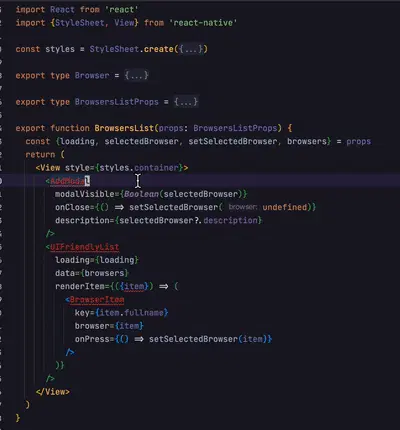 import React from 'react'
import {StyleSheet, View} from 'react-native'
const styles = StyleSheet.create({...})
export type Browser = {...}
export type BrowsersListProps = {...}
export function BrowsersList(props: BrowsersListProps) {
const {loading, selectedBrowser, setSelectedBrowser, browsers} = props
return (
<View style={styles.container}>
<AddModal
modalVisible={Boolean(selectedBrowser)}
onClose={() => setSelectedBrowser( browser: undefined)}
description={selectedBrowser?.description}
/>
<UIFriendlyList
loading={loading}
data={browsers}
renderItem={({item}) => (
<BrowserItem
key={item.fullname}
browser={item}
onPress={() => setSelectedBrowser(item)}
/>
)}
/>
</View>
)
}